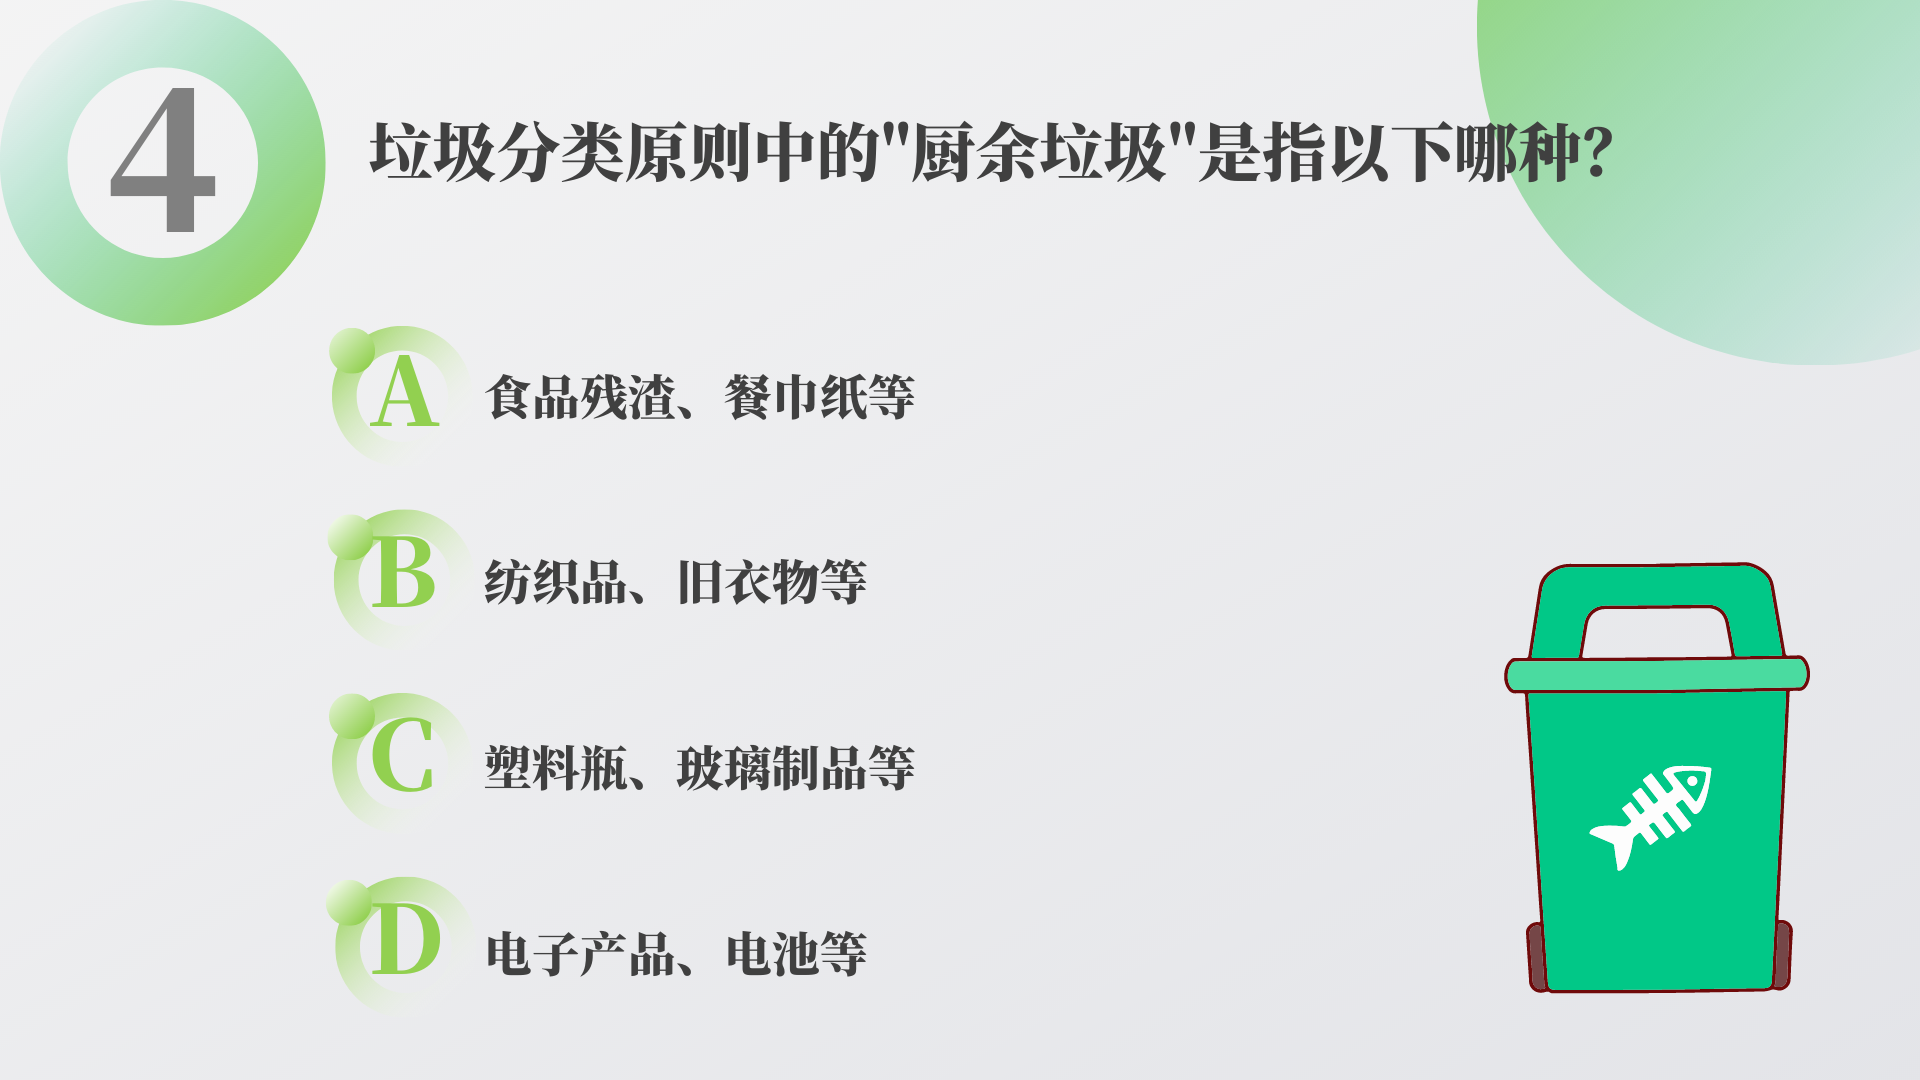 4
垃圾分类原则中的"厨余垃圾"是指以下哪种?
A 食品残渣、餐巾纸等
B 纺织品、旧衣物等
C 塑料瓶、玻璃制品等
D 电子产品、电池等